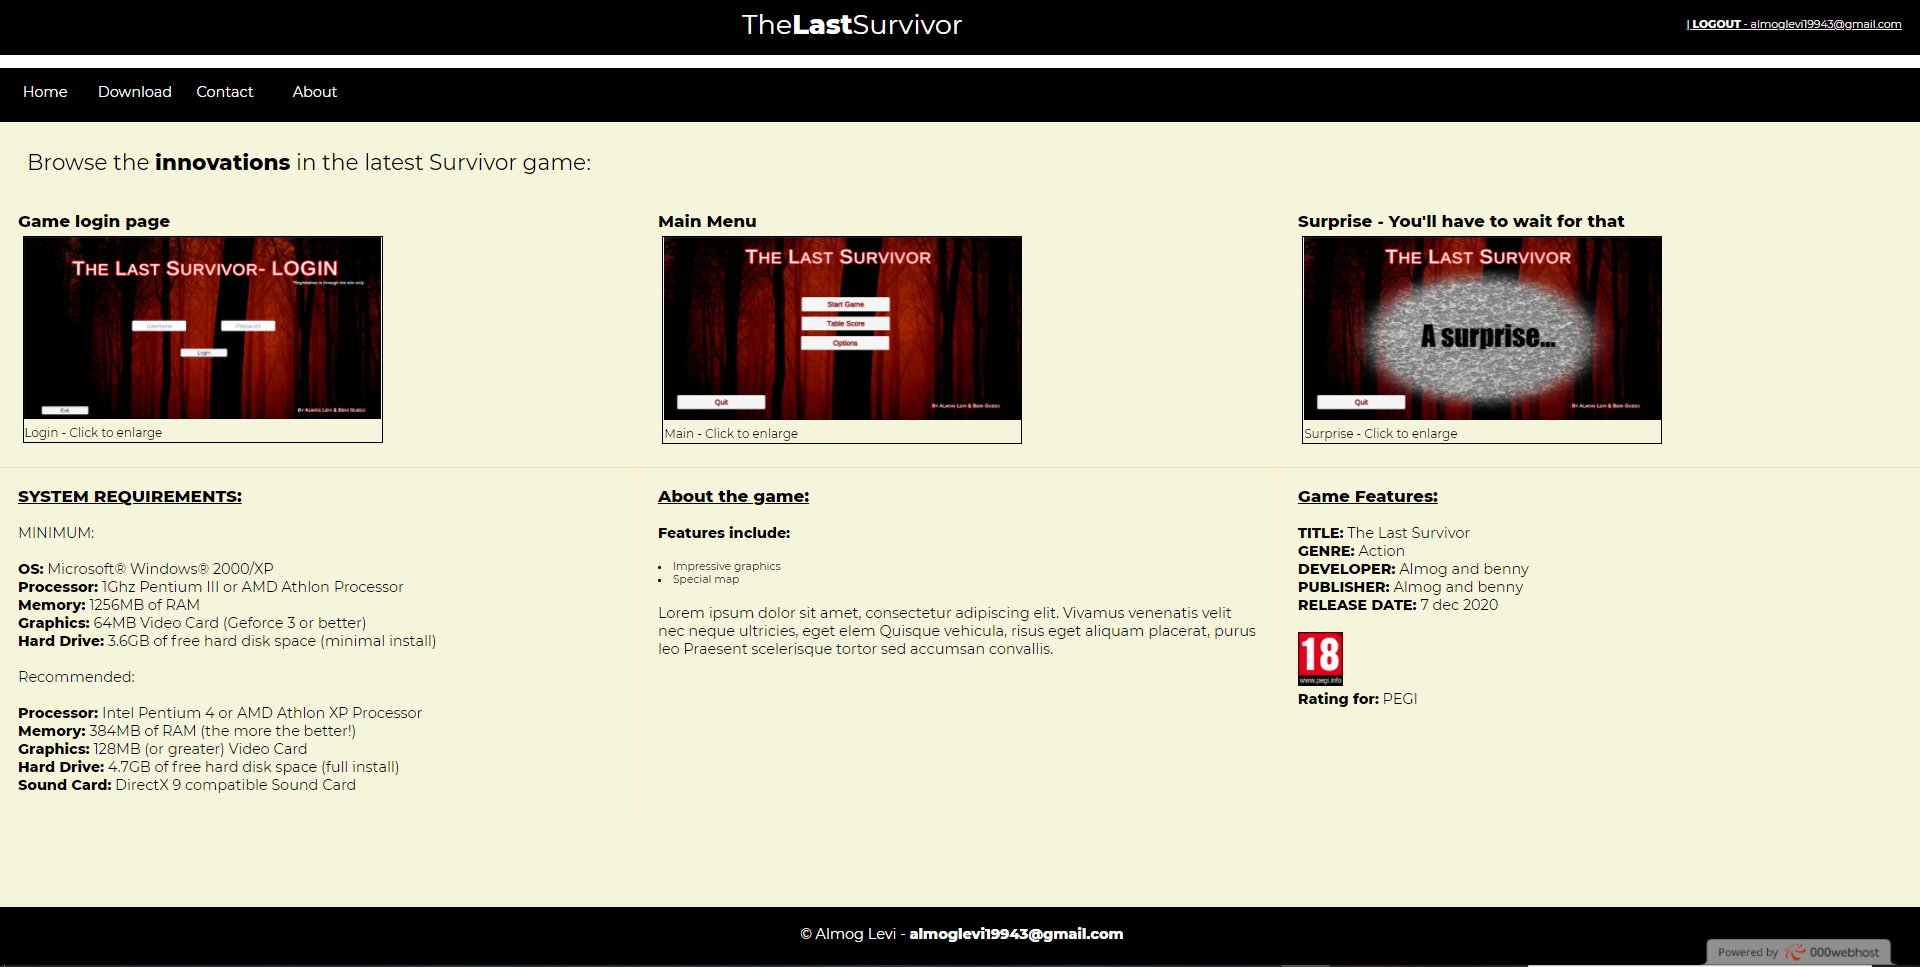 TheLastSurvivor
| LOGOUT - almoglevi19943@gmail.com
Home Download Contact About
Browse the innovations in the latest Survivor game:
Game login page
THE LAST SURVIVOR- LOGIN
*Registration is through the site only.
Username Password
Login
Exit
BY ALMOG LEVI & BENI GUEDJ
Login - Click to enlarge
Main Menu
THE LAST SURVIVOR
Start Game
Table Score
Options
Quit
BY ALMOG LEVI & BENI GUEDJ
Main - Click to enlarge
Surprise - You'll have to wait for that
THE LAST SURVIVOR
A surprise...
Quit
BY ALMOG LEVI & BENI GUEDJ
Surprise - Click to enlarge
SYSTEM REQUIREMENTS:
MINIMUM:
OS: Microsoft® Windows® 2000/XP
Processor: 1Ghz Pentium III or AMD Athlon Processor
Memory: 1256MB of RAM
Graphics: 64MB Video Card (Geforce 3 or better)
Hard Drive: 3.6GB of free hard disk space (minimal install)
Recommended:
Processor: Intel Pentium 4 or AMD Athlon XP Processor
Memory: 384MB of RAM (the more the better!)
Graphics: 128MB (or greater) Video Card
Hard Drive: 4.7GB of free hard disk space (full install)
Sound Card: DirectX 9 compatible Sound Card
About the game:
Features include:
• Impressive graphics
• Special map
Lorem ipsum dolor sit amet, consectetur adipiscing elit. Vivamus venenatis velit
nec neque ultricies, eget elem Quisque vehicula, risus eget aliquam placerat, purus
leo Praesent scelerisque tortor sed accumsan convallis.
Game Features:
TITLE: The Last Survivor
GENRE: Action
DEVELOPER: Almog and benny
PUBLISHER: Almog and benny
RELEASE DATE: 7 dec 2020
18
www.pegi.info
Rating for: PEGI
© Almog Levi - almoglevi19943@gmail.com
Powered by 000webhost